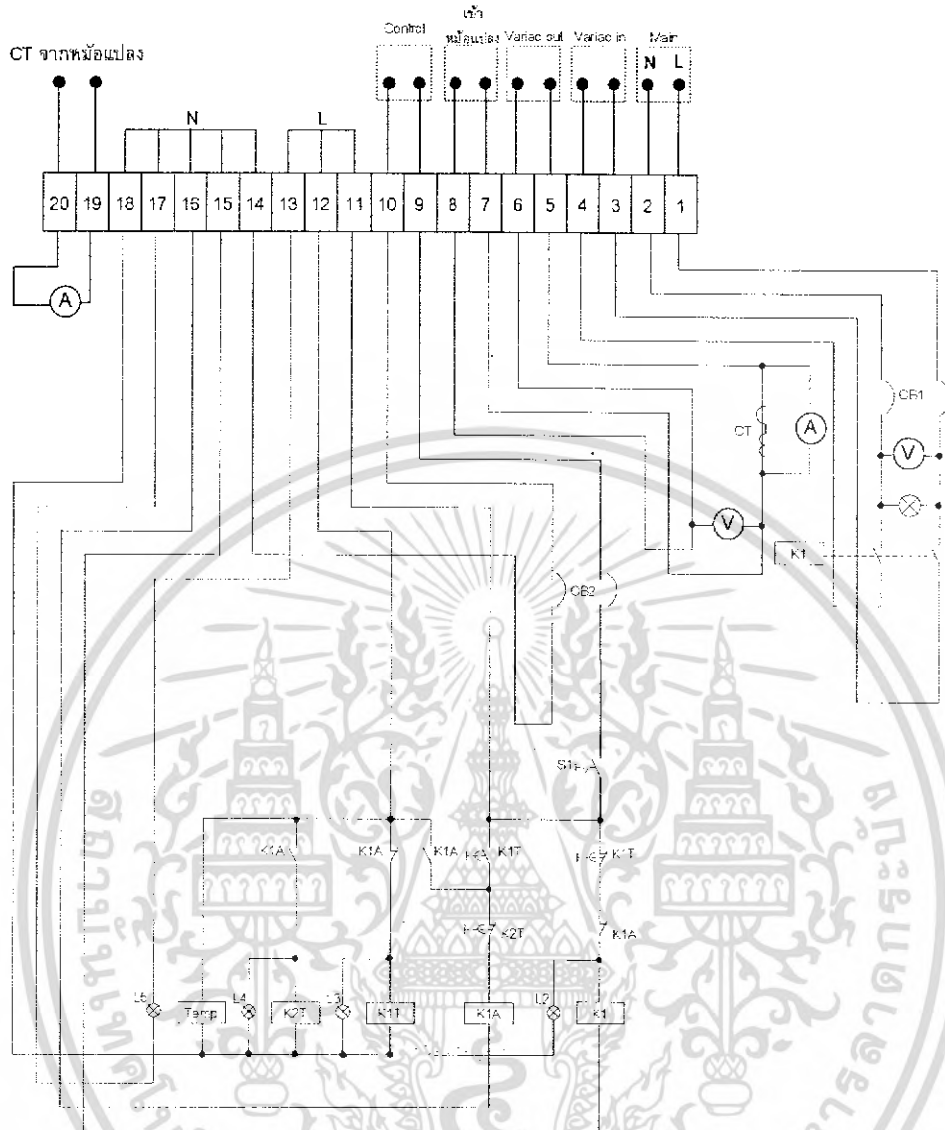 เข้า
Control
หม้อแปลง
Variac out
Variac in
Main
CT จากหม้อแปลง
N L
N
L
20 19 18 17 16 15 14 13 12 11 10 9 8 7 6 5 4 3 2 1
A
CB1
CT
A
V
V
K1
CB2
S1
K1A
K1A
K1A
K1T
K1T
K2T
K1A
L5
Temp
L4
K2T
L3
K1T
K1A
L2
K1